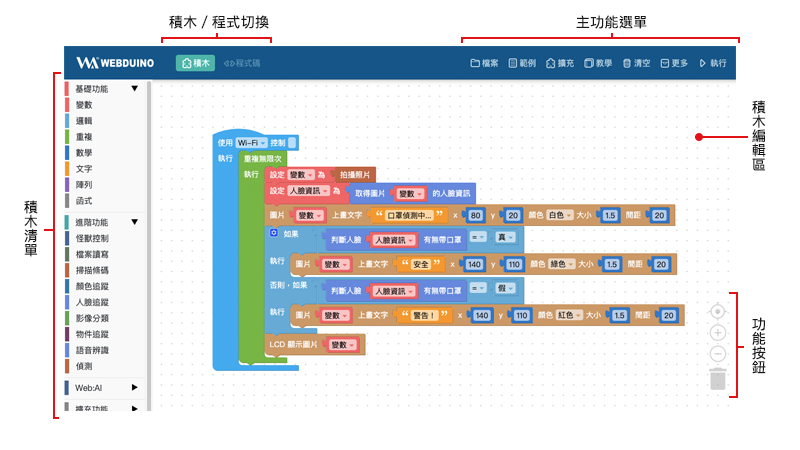 積木 / 程式切換
主功能選單
WEBDUINO
積木
程式碼
檔案
範例
擴充
教學
清空
更多
執行
積木清單
基礎功能
變數
邏輯
重複
數學
文字
陣列
函式
進階功能
怪獸控制
檔案讀寫
掃描條碼
顏色追蹤
人臉追蹤
影像分類
物件追蹤
語音辨識
偵測
Web:AI
擴充功能
使用 Wi-Fi 控制
執行 重複無限次
執行 設定 變數 為 拍攝照片
設定 人臉資訊 為 取得圖片 變數 的人臉資訊
圖片 變數 上畫文字 “ 口罩偵測中... ” x 80 y 20 顏色 白色 大小 1.5 間距 20
如果 判斷人臉 人臉資訊 有無帶口罩 = 真
執行 圖片 變數 上畫文字 “ 安全 ” x 140 y 110 顏色 綠色 大小 1.5 間距 20
否則，如果 判斷人臉 人臉資訊 有無帶口罩 = 假
執行 圖片 變數 上畫文字 “ 警告！ ” x 140 y 110 顏色 紅色 大小 1.5 間距 20
LCD 顯示圖片 變數
積木編輯區
功能按鈕